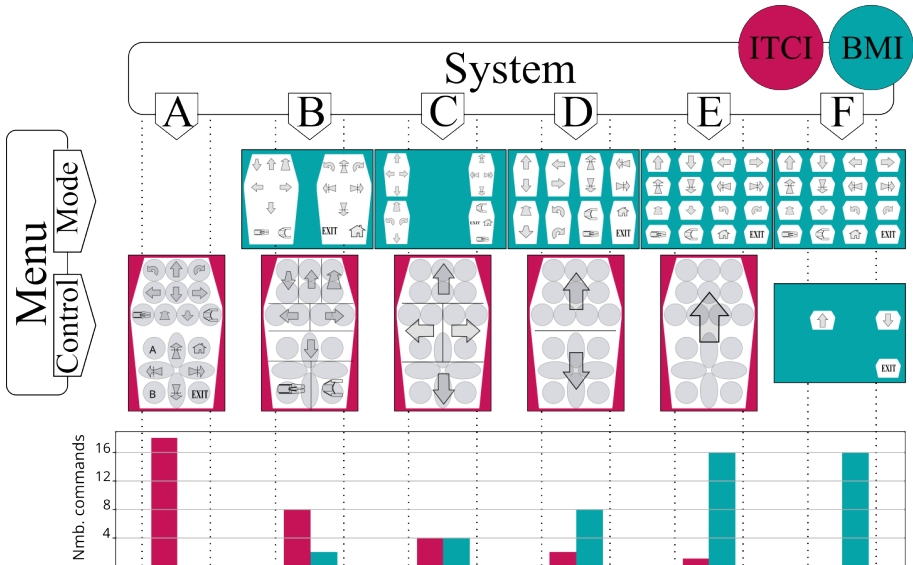 ITCI
BMI
System
A
B
C
D
E
F
Menu
Mode
Control
EXIT
EXIT
EXIT
EXIT
EXIT
A
B
EXIT
EXIT
Nmb. commands
16
12
8
4